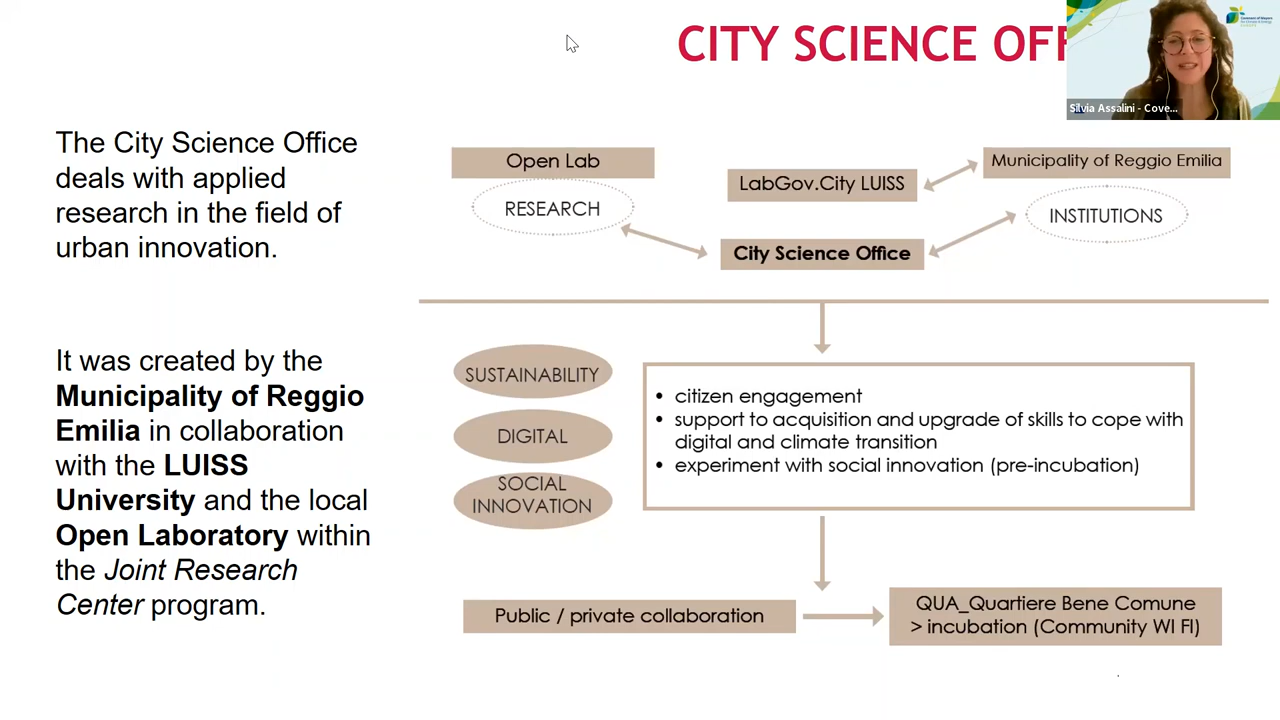 CITY SCIENCE OF
Silvia Assalini - Cove...
The City Science Office
deals with applied
research in the field of
urban innovation.
It was created by the
Municipality of Reggio
Emilia in collaboration
with the LUISS
University and the local
Open Laboratory within
the Joint Research
Center program.
Open Lab
RESEARCH
LabGov.City LUISS
Municipality of Reggio Emilia
INSTITUTIONS
City Science Office
SUSTAINABILITY
DIGITAL
SOCIAL
INNOVATION
• citizen engagement
• support to acquisition and upgrade of skills to cope with
digital and climate transition
• experiment with social innovation (pre-incubation)
Public / private collaboration
QUA_Quartiere Bene Comune
> incubation (Community WI FI)